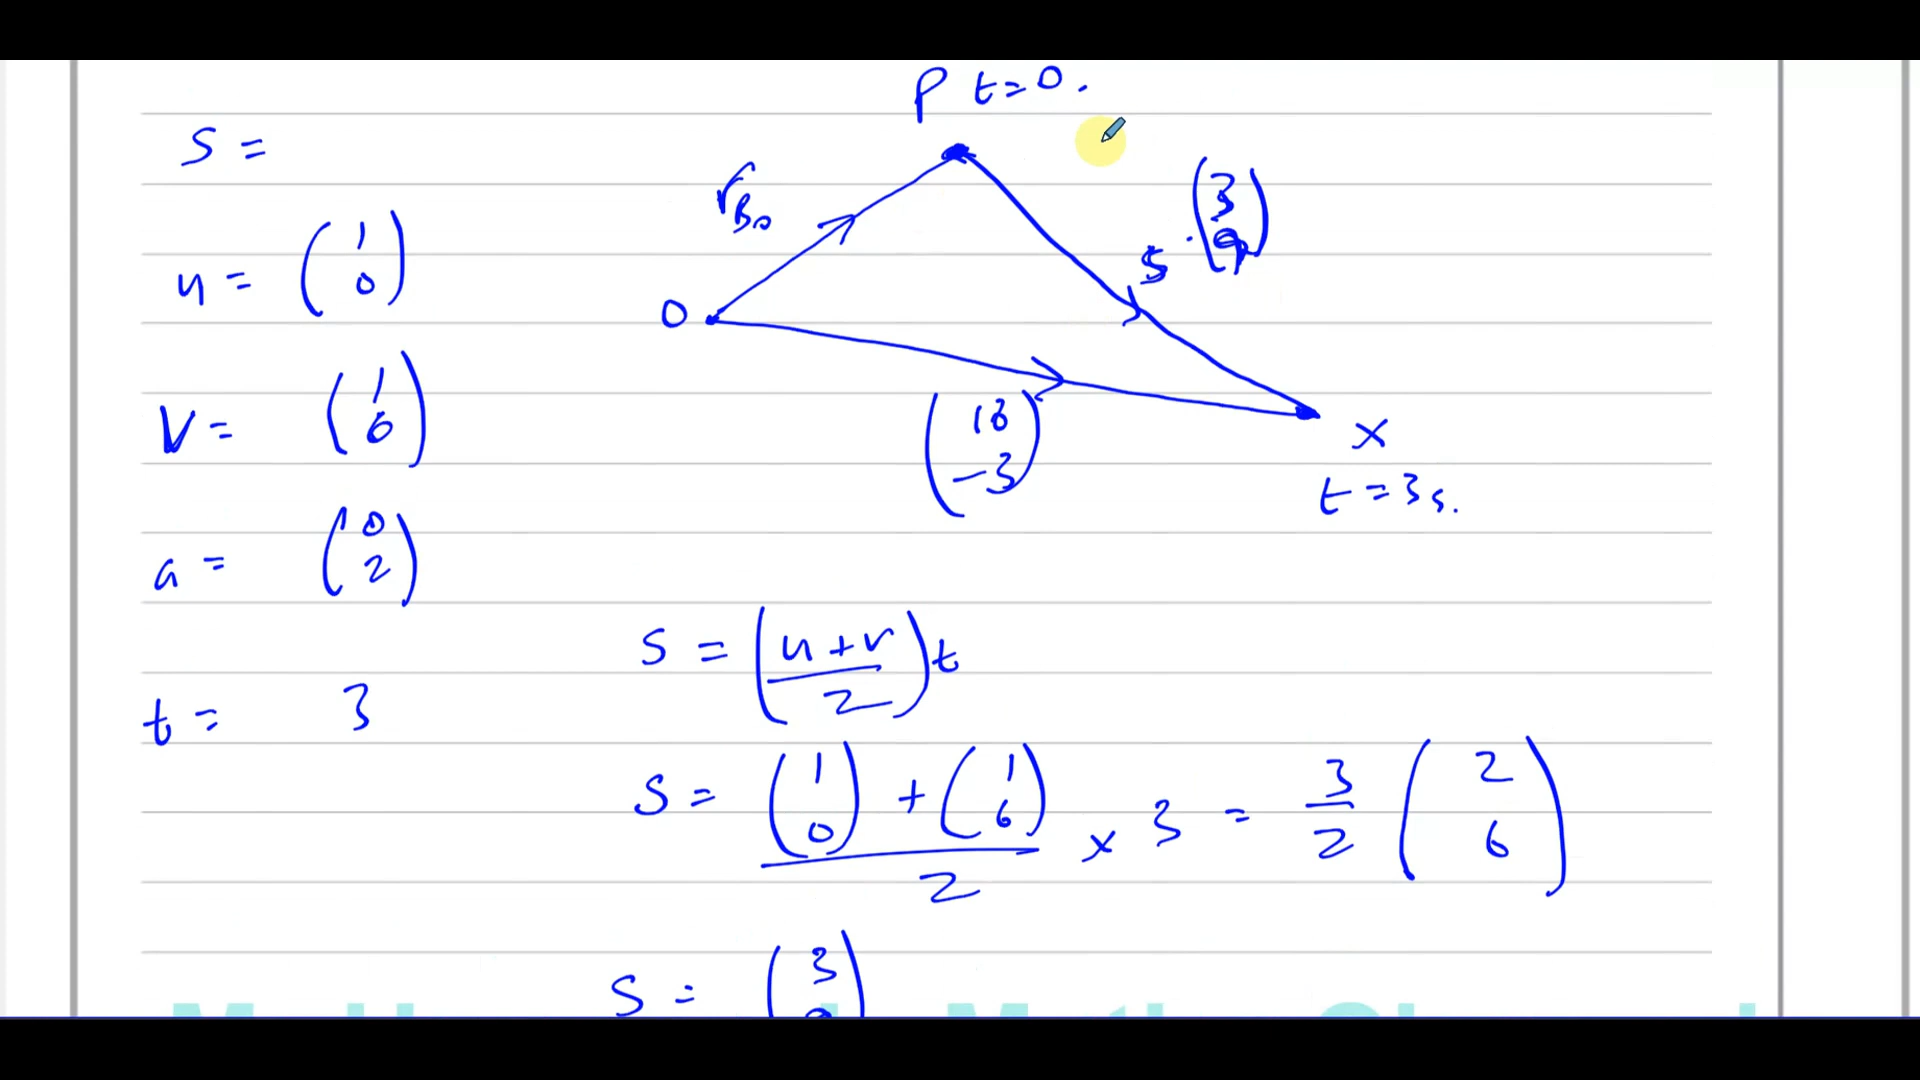 P t=0.
S =
r_B₀
(3
9)
u = (1
0)
S
O
V = (1
6)
(18
-3)
X
t = 3s.
a = (0
2)
S = (u+v/2)t
t = 3
S = (1
0) + (1
6) / 2 × 3 = 3/2 (2
6)
S = (3